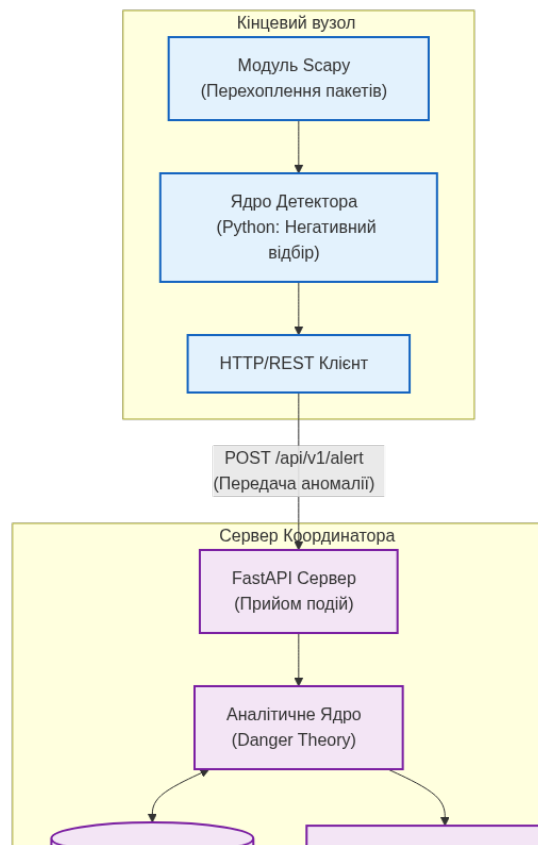 Кінцевий вузол
Модуль Scapy
(Перехоплення пакетів)
Ядро Детектора
(Python: Негативний
відбір)
HTTP/REST Клієнт
POST /api/v1/alert
(Передача аномалії)
Сервер Координатора
FastAPI Сервер
(Прийом подій)
Аналітичне Ядро
(Danger Theory)